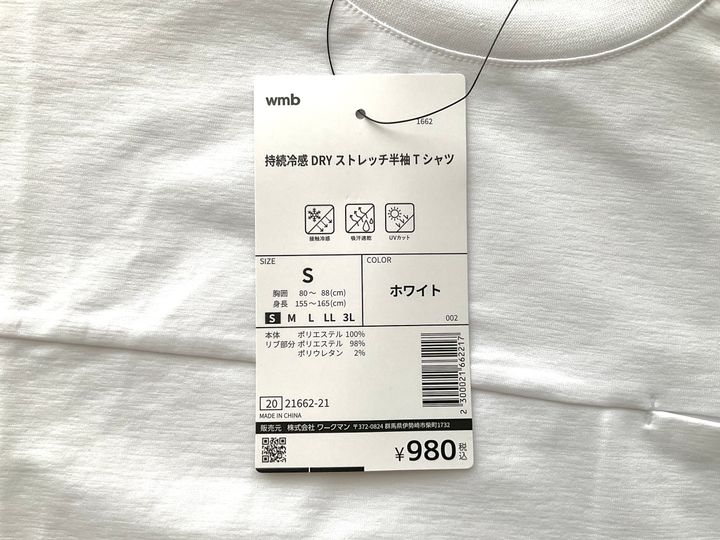 wmb
1662
持続冷感 DRY ストレッチ半袖 T シャツ
接触冷感 吸汗速乾 UVカット
SIZE
S
胸囲 80～ 88(cm)
身長 155～165(cm)
S M L LL 3L
COLOR
ホワイト
002
本体 ポリエステル 100%
リブ部分 ポリエステル 98%
ポリウレタン 2%
2 300021 662217
20 21662-21
MADE IN CHINA
販売元 株式会社 ワークマン 〒372-0824 群馬県伊勢崎市柴町1732
¥980 税込